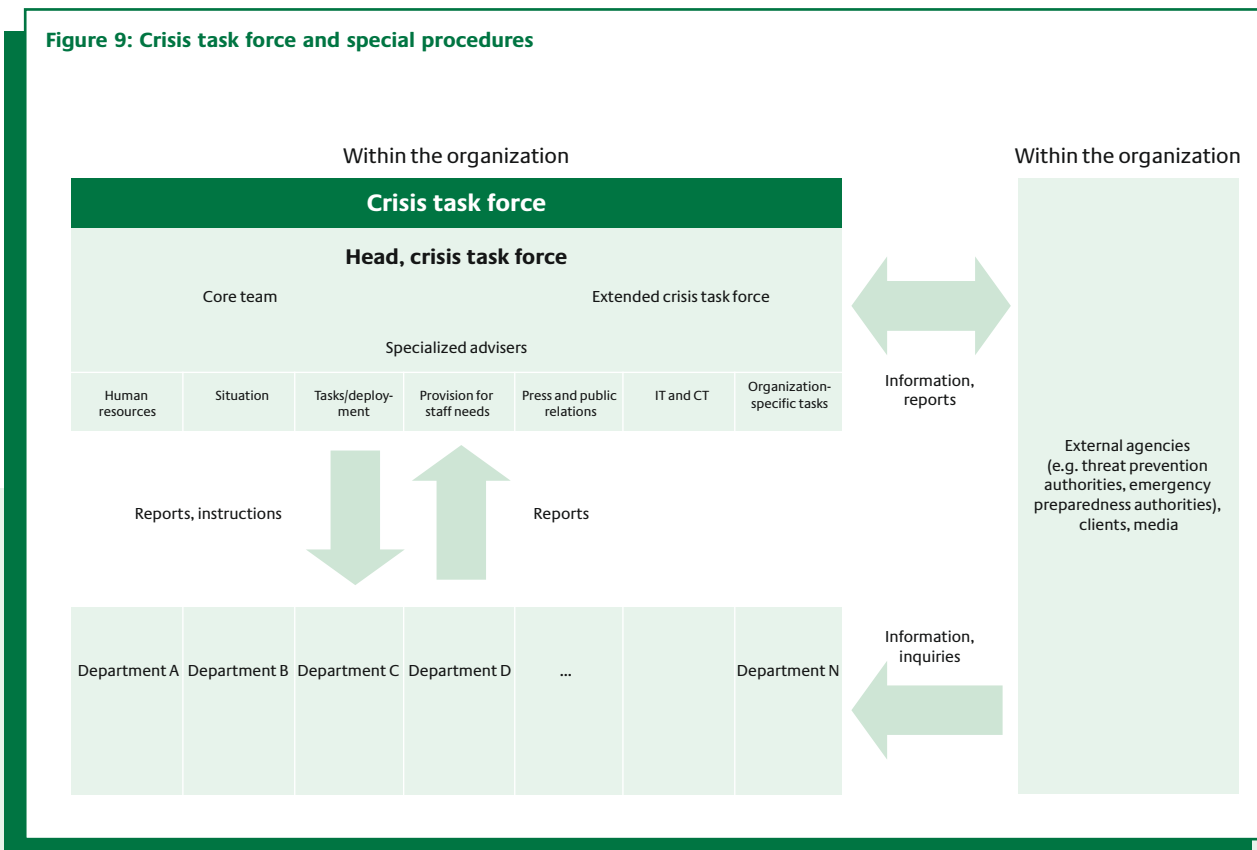 Figure 9: Crisis task force and special procedures
Within the organization
Within the organization
Crisis task force
Head, crisis task force
Core team
Extended crisis task force
Specialized advisers
Human
resources
Situation
Tasks/deploy-
ment
Provision for
staff needs
Press and public
relations
IT and CT
Organization-
specific tasks
Information,
reports
External agencies
(e.g. threat prevention
authorities, emergency
preparedness authorities),
clients, media
Reports, instructions
Reports
Department A
Department B
Department C
Department D
...
Department N
Information,
inquiries